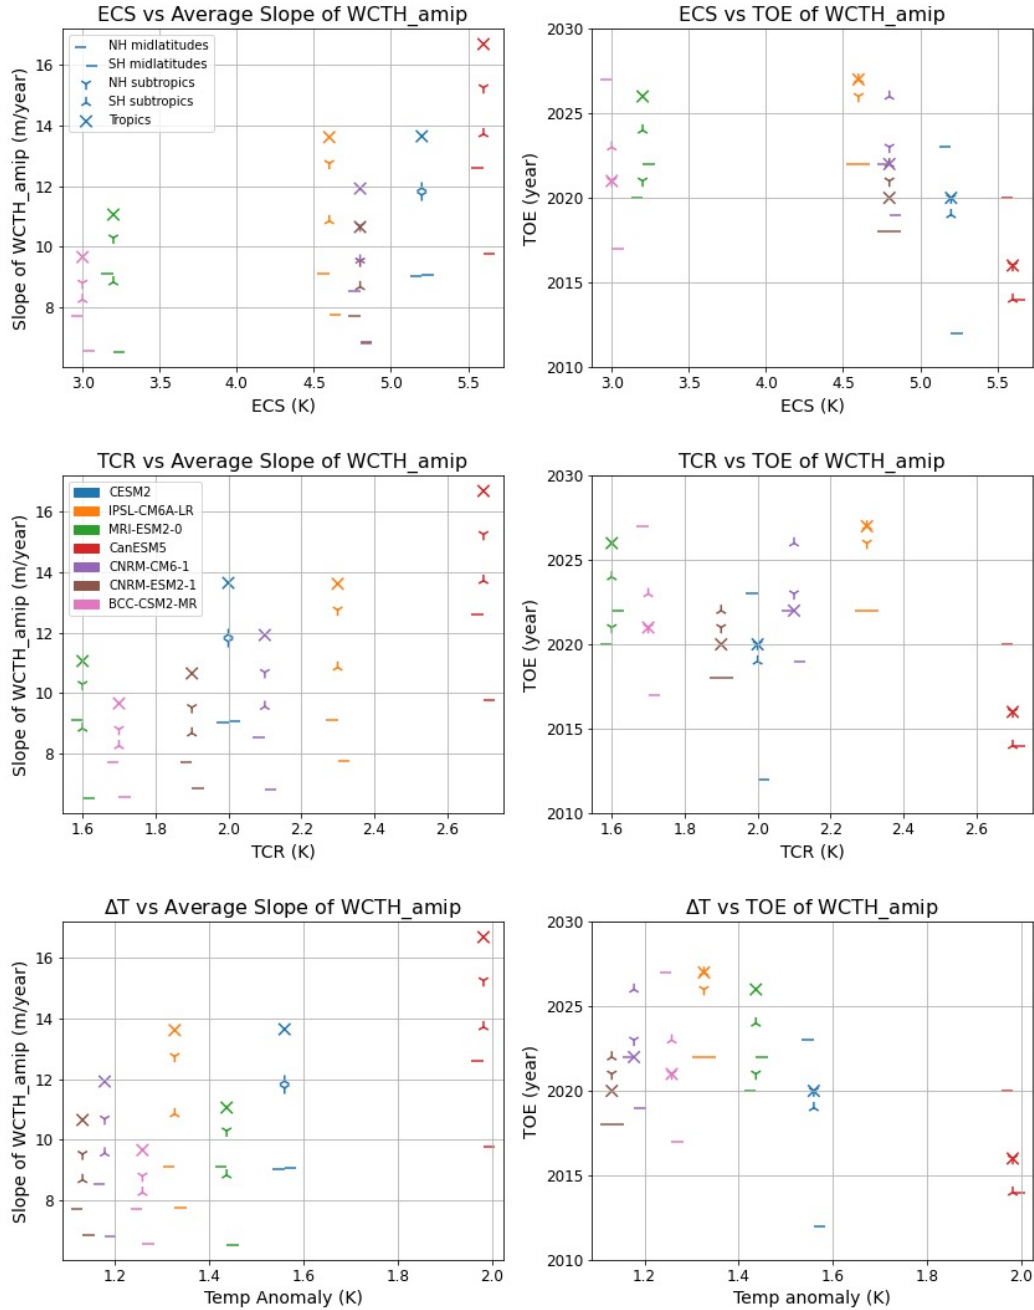 ECS vs Average Slope of WCTH_amip
Slope of WCTH_amip (m/year)
16
14
12
10
8
NH midlatitudes
SH midlatitudes
NH subtropics
SH subtropics
Tropics
3.0 3.5 4.0 4.5 5.0 5.5
ECS (K)
ECS vs TOE of WCTH_amip
TOE (year)
2030
2025
2020
2015
2010
3.0 3.5 4.0 4.5 5.0 5.5
ECS (K)
TCR vs Average Slope of WCTH_amip
Slope of WCTH_amip (m/year)
16
14
12
10
8
CESM2
IPSL-CM6A-LR
MRI-ESM2-0
CanESM5
CNRM-CM6-1
CNRM-ESM2-1
BCC-CSM2-MR
1.6 1.8 2.0 2.2 2.4 2.6
TCR (K)
TCR vs TOE of WCTH_amip
TOE (year)
2030
2025
2020
2015
2010
1.6 1.8 2.0 2.2 2.4 2.6
TCR (K)
ΔT vs Average Slope of WCTH_amip
Slope of WCTH_amip (m/year)
16
14
12
10
8
1.2 1.4 1.6 1.8 2.0
Temp Anomaly (K)
ΔT vs TOE of WCTH_amip
TOE (year)
2030
2025
2020
2015
2010
1.2 1.4 1.6 1.8 2.0
Temp Anomaly (K)